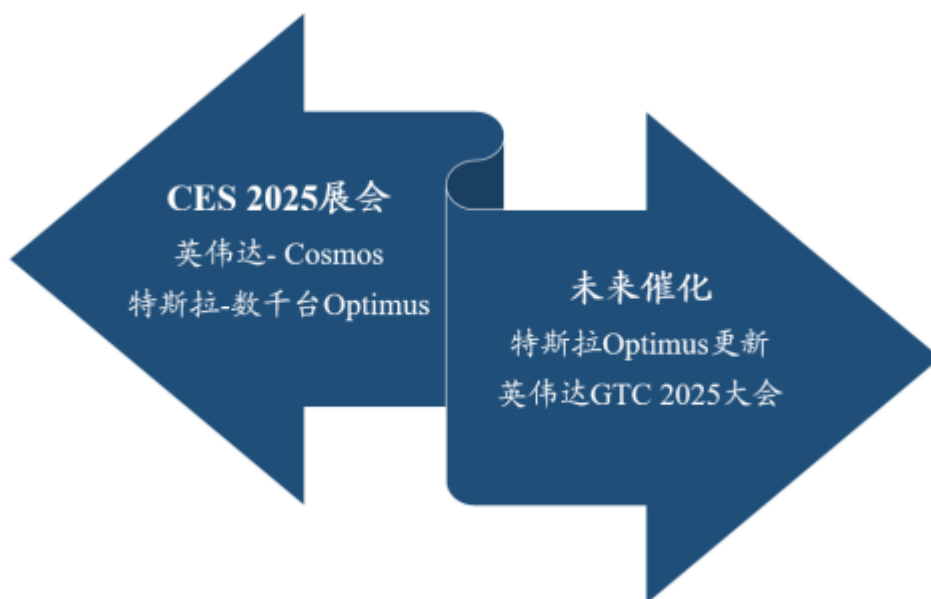 CES 2025展会
英伟达- Cosmos
特斯拉-数千台Optimus
未来催化
特斯拉Optimus更新
英伟达GTC 2025大会